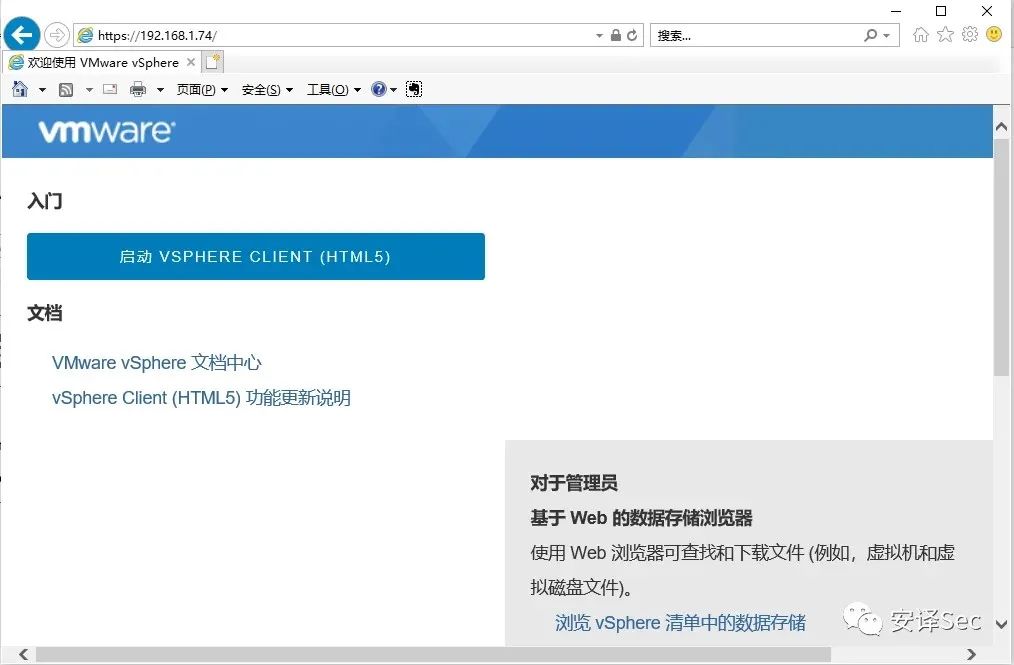 https://192.168.1.74/
搜索...
欢迎使用 VMware vSphere
页面(P)
安全(S)
工具(O)
vmware
入门
启动 VSPHERE CLIENT (HTML5)
文档
VMware vSphere 文档中心
vSphere Client (HTML5) 功能更新说明
对于管理员
基于 Web 的数据存储浏览器
使用 Web 浏览器可查找和下载文件 (例如，虚拟机和虚
拟磁盘文件)。
浏览 vSphere 清单中的数据存储
安译Sec